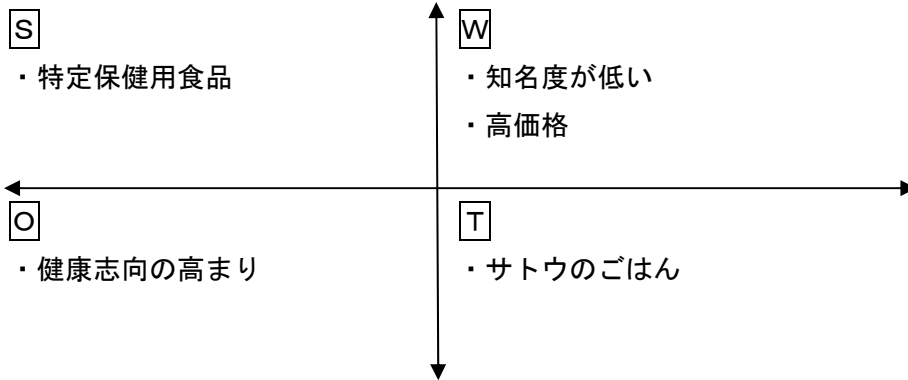 S
・特定保健用食品
W
・知名度が低い
・高価格
O
・健康志向の高まり
T
・サトウのごはん